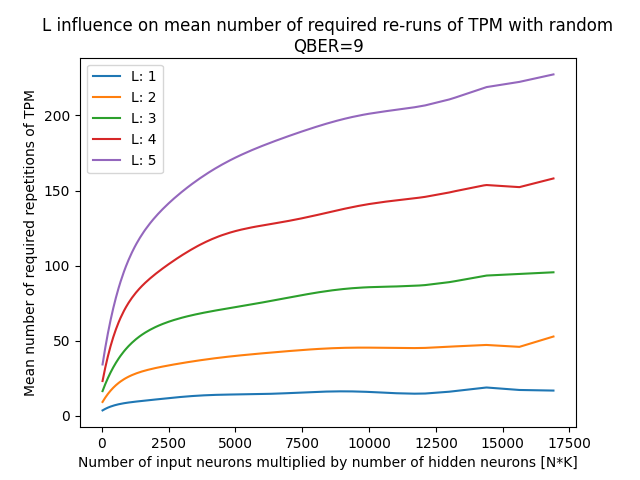 L influence on mean number of required re-runs of TPM with random
QBER=9
Mean number of required repetitions of TPM
200
150
100
50
0
L: 1
L: 2
L: 3
L: 4
L: 5
0 2500 5000 7500 10000 12500 15000 17500
Number of input neurons multiplied by number of hidden neurons [N*K]